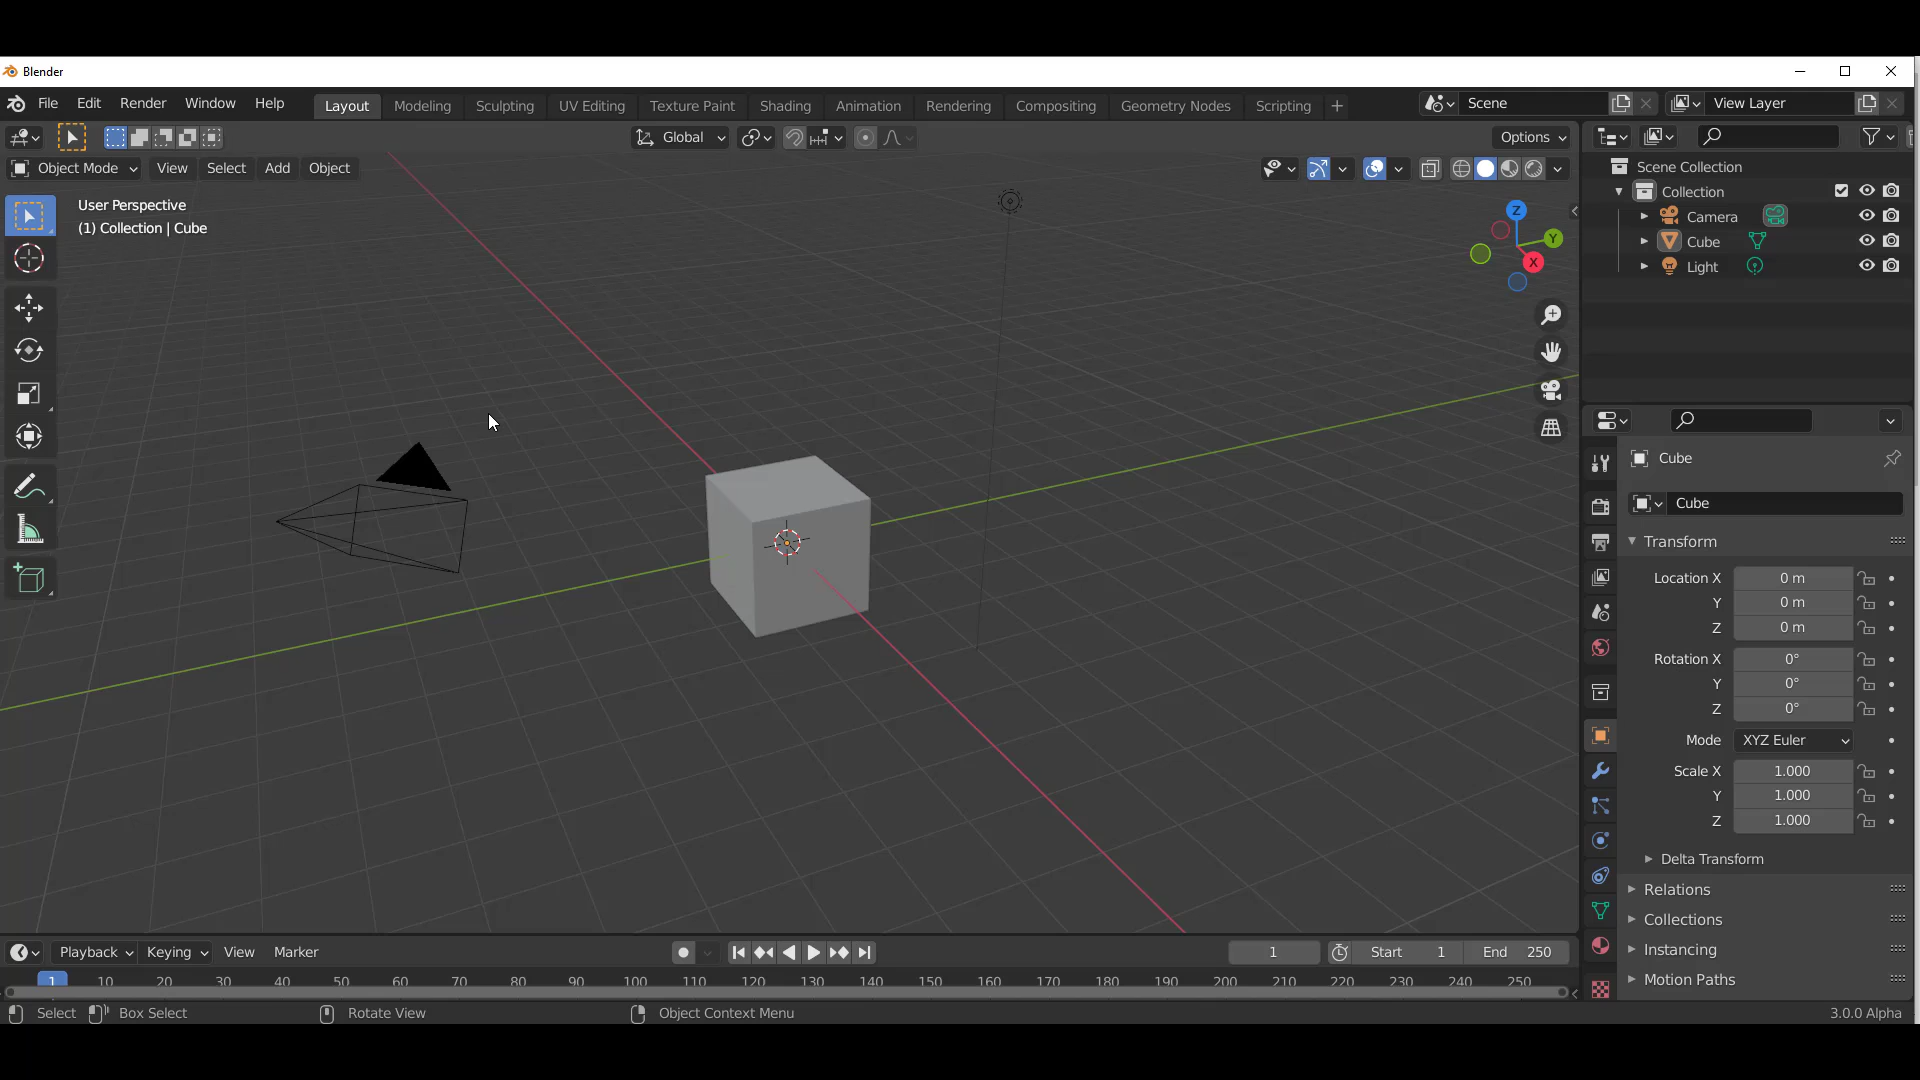 Blender
File Edit Render Window Help Layout Modeling Sculpting UV Editing Texture Paint Shading Animation Rendering Compositing Geometry Nodes Scripting + Scene View Layer
Global Options
Object Mode View Select Add Object
User Perspective
(1) Collection | Cube
Z
Y
X
Scene Collection
Collection
Camera
Cube
Light
Cube
Cube
Transform
Location X 0 m
Y 0 m
Z 0 m
Rotation X 0°
Y 0°
Z 0°
Mode XYZ Euler
Scale X 1.000
Y 1.000
Z 1.000
Delta Transform
Relations
Collections
Instancing
Motion Paths
Playback Keying View Marker 1 Start 1 End 250
1 10 20 30 40 50 60 70 80 90 100 110 120 130 140 150 160 170 180 190 200 210 220 230 240 250
Select Box Select Rotate View Object Context Menu 3.0.0 Alpha